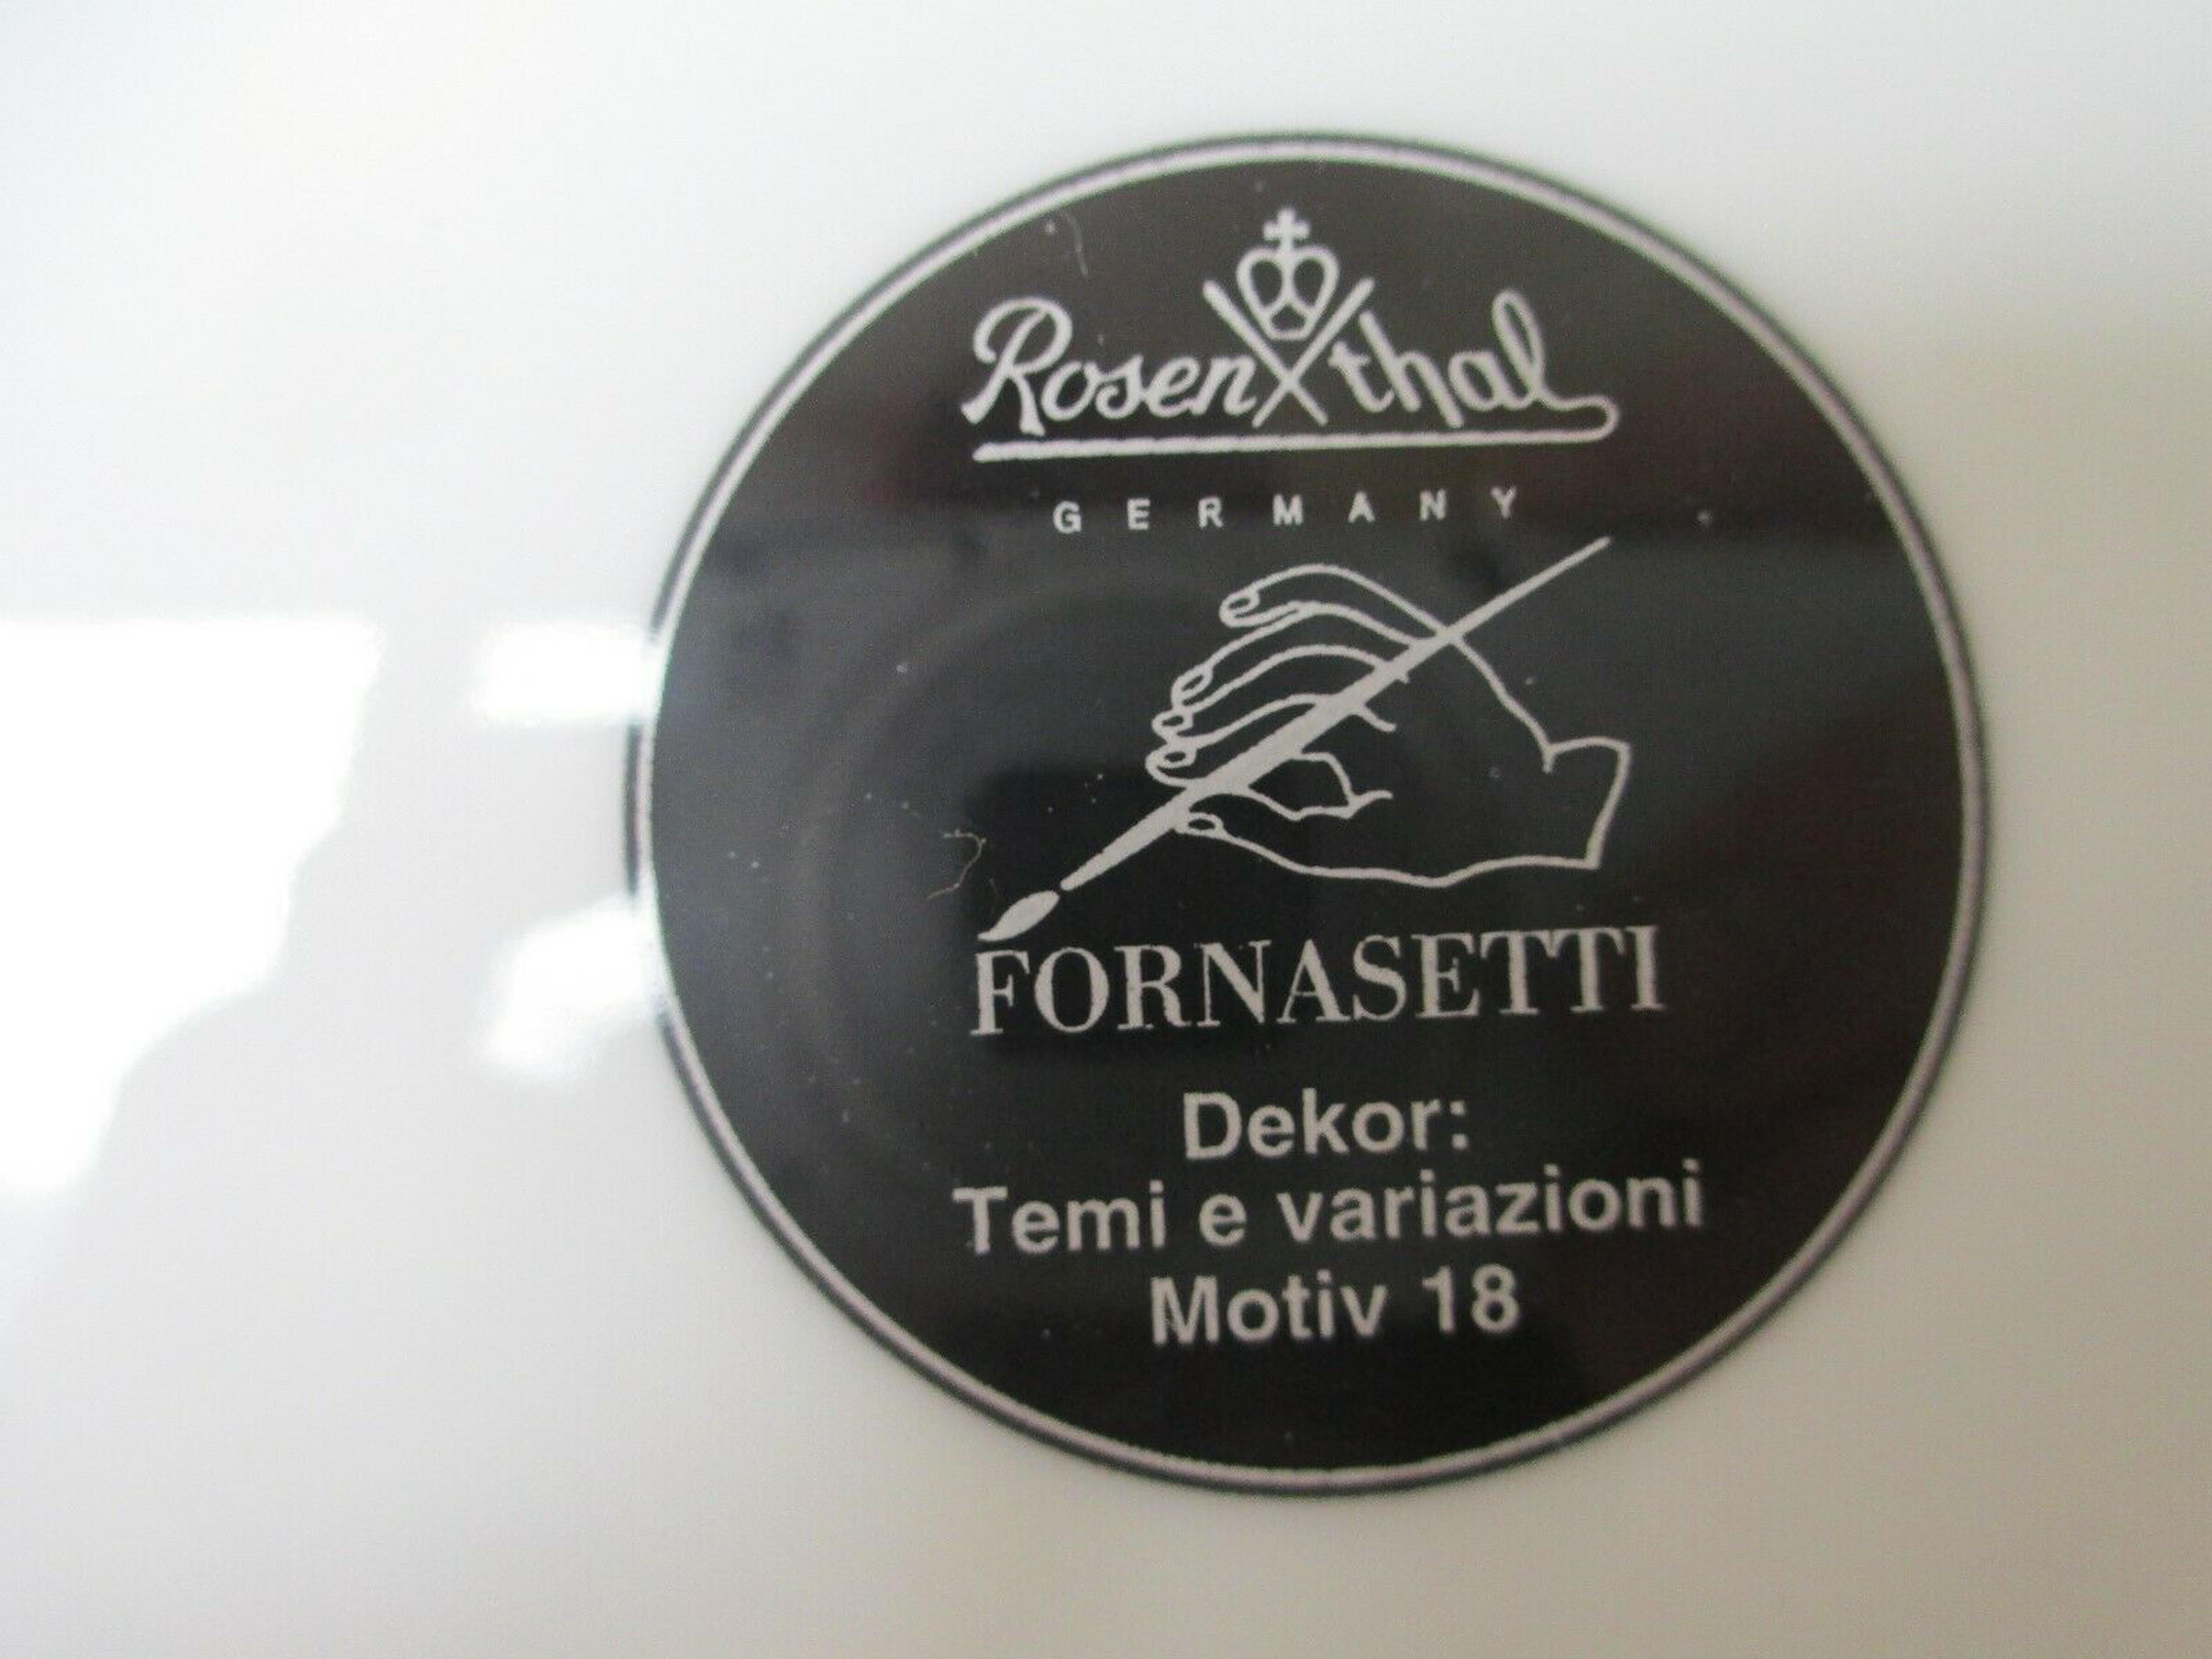 Rosenthal
GERMANY
FORNASETTI
Dekor:
Temi e variazioni
Motiv 18